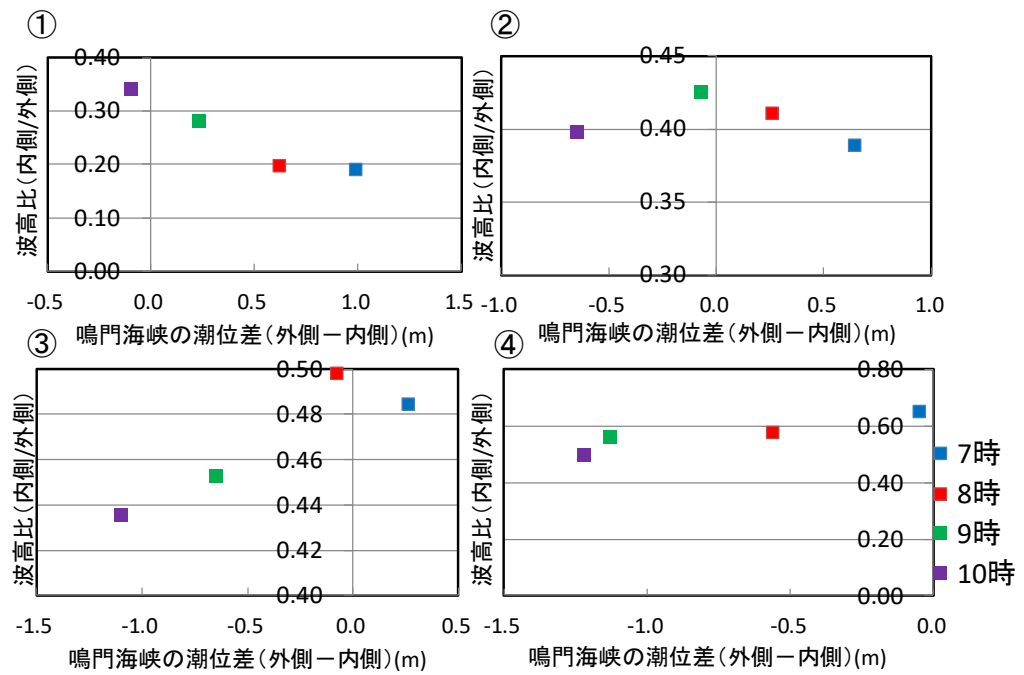 ①
波高比(内側/外側)
0.40
0.30
0.20
0.10
0.00
-0.5 0.0 0.5 1.0 1.5
鳴門海峡の潮位差(外側-内側)(m)
②
波高比(内側/外側)
0.45
0.40
0.35
0.30
-1.0 -0.5 0.0 0.5 1.0
鳴門海峡の潮位差(外側-内側)(m)
③
波高比(内側/外側)
0.50
0.48
0.46
0.44
0.42
0.40
-1.5 -1.0 -0.5 0.0 0.5
鳴門海峡の潮位差(外側-内側)(m)
④
波高比(内側/外側)
0.80
0.60
0.40
0.20
0.00
-1.5 -1.0 -0.5 0.0
鳴門海峡の潮位差(外側-内側)(m)
7時
8時
9時
10時